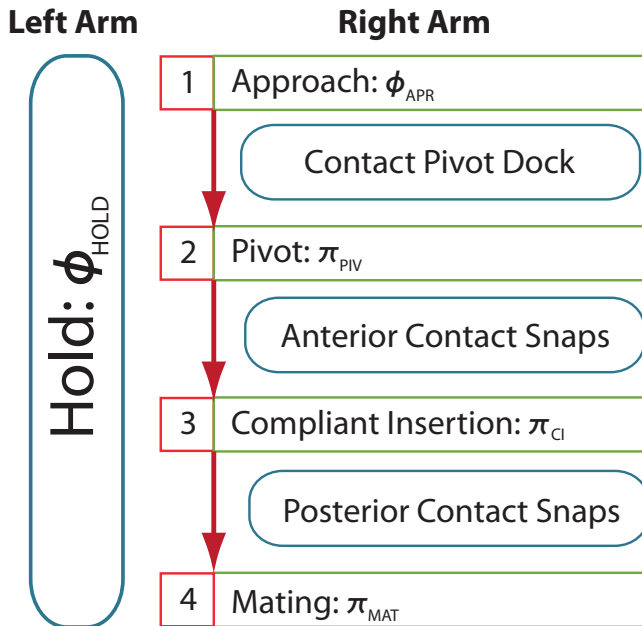 Left Arm
Right Arm
Hold: ϕHOLD
1
Approach: ϕAPR
Contact Pivot Dock
2
Pivot: πPIV
Anterior Contact Snaps
3
Compliant Insertion: πCI
Posterior Contact Snaps
4
Mating: πMAT